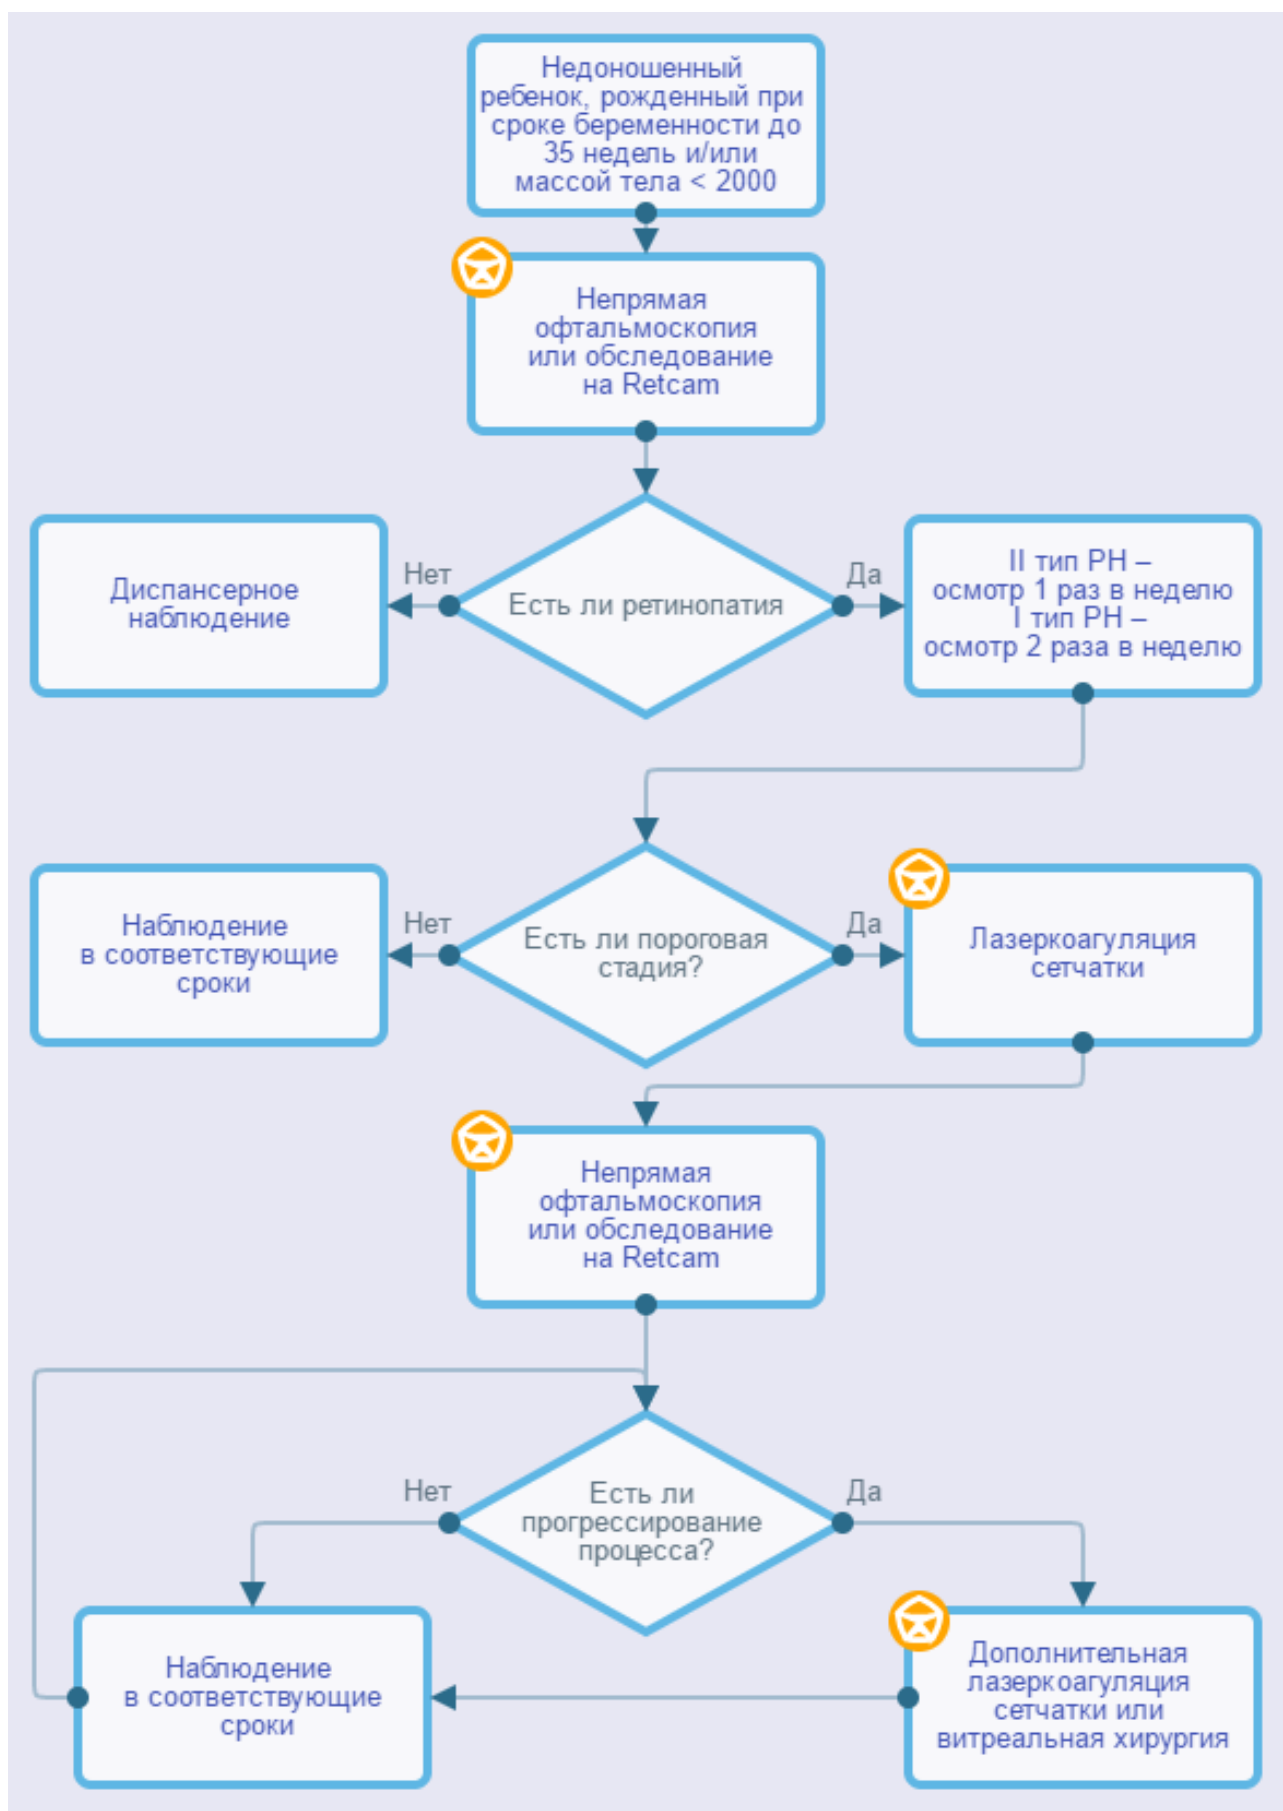 Недоношенный
ребенок, рожденный при
сроке беременности до
35 недель и/или
массой тела < 2000
Непрямая
офтальмоскопия
или обследование
на Retcam
Нет
Есть ли ретинопатия
Да
Диспансерное
наблюдение
II тип РН –
осмотр 1 раз в неделю
I тип РН –
осмотр 2 раза в неделю
Нет
Есть ли пороговая
стадия?
Да
Наблюдение
в соответствующие
сроки
Лазеркоагуляция
сетчатки
Непрямая
офтальмоскопия
или обследование
на Retcam
Нет
Есть ли
прогрессирование
процесса?
Да
Наблюдение
в соответствующие
сроки
Дополнительная
лазеркоагуляция
сетчатки или
витреальная хирургия